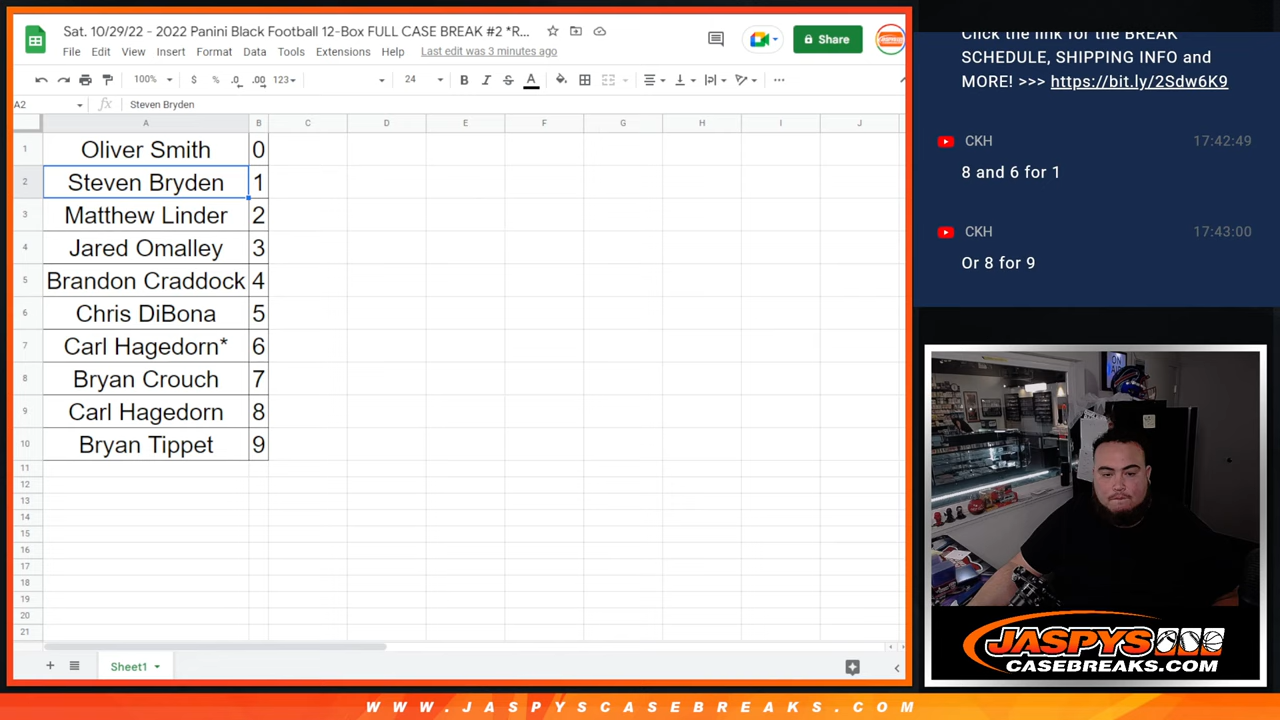 Sat. 10/29/22 - 2022 Panini Black Football 12-Box FULL CASE BREAK #2 *R...
Share
File Edit View Insert Format Data Tools Extensions Help Last edit was 3 minutes ago
100% $ % .0 .00 123 24 B I S A
A2 fx Steven Bryden
A B C D E F G H I J
1 Oliver Smith 0
2 Steven Bryden 1
3 Matthew Linder 2
4 Jared Omalley 3
5 Brandon Craddock 4
6 Chris DiBona 5
7 Carl Hagedorn* 6
8 Bryan Crouch 7
9 Carl Hagedorn 8
10 Bryan Tippet 9
11
12
13
14
15
16
17
18
19
20
21
Sheet1
Click the link for the BREAK
SCHEDULE, SHIPPING INFO and
MORE! >>> https://bit.ly/2Sdw6K9
CKH 17:42:49
8 and 6 for 1
CKH 17:43:00
Or 8 for 9
JASPYS
CASEBREAKS.COM
WWW.JASPYSCASEBREAKS.COM